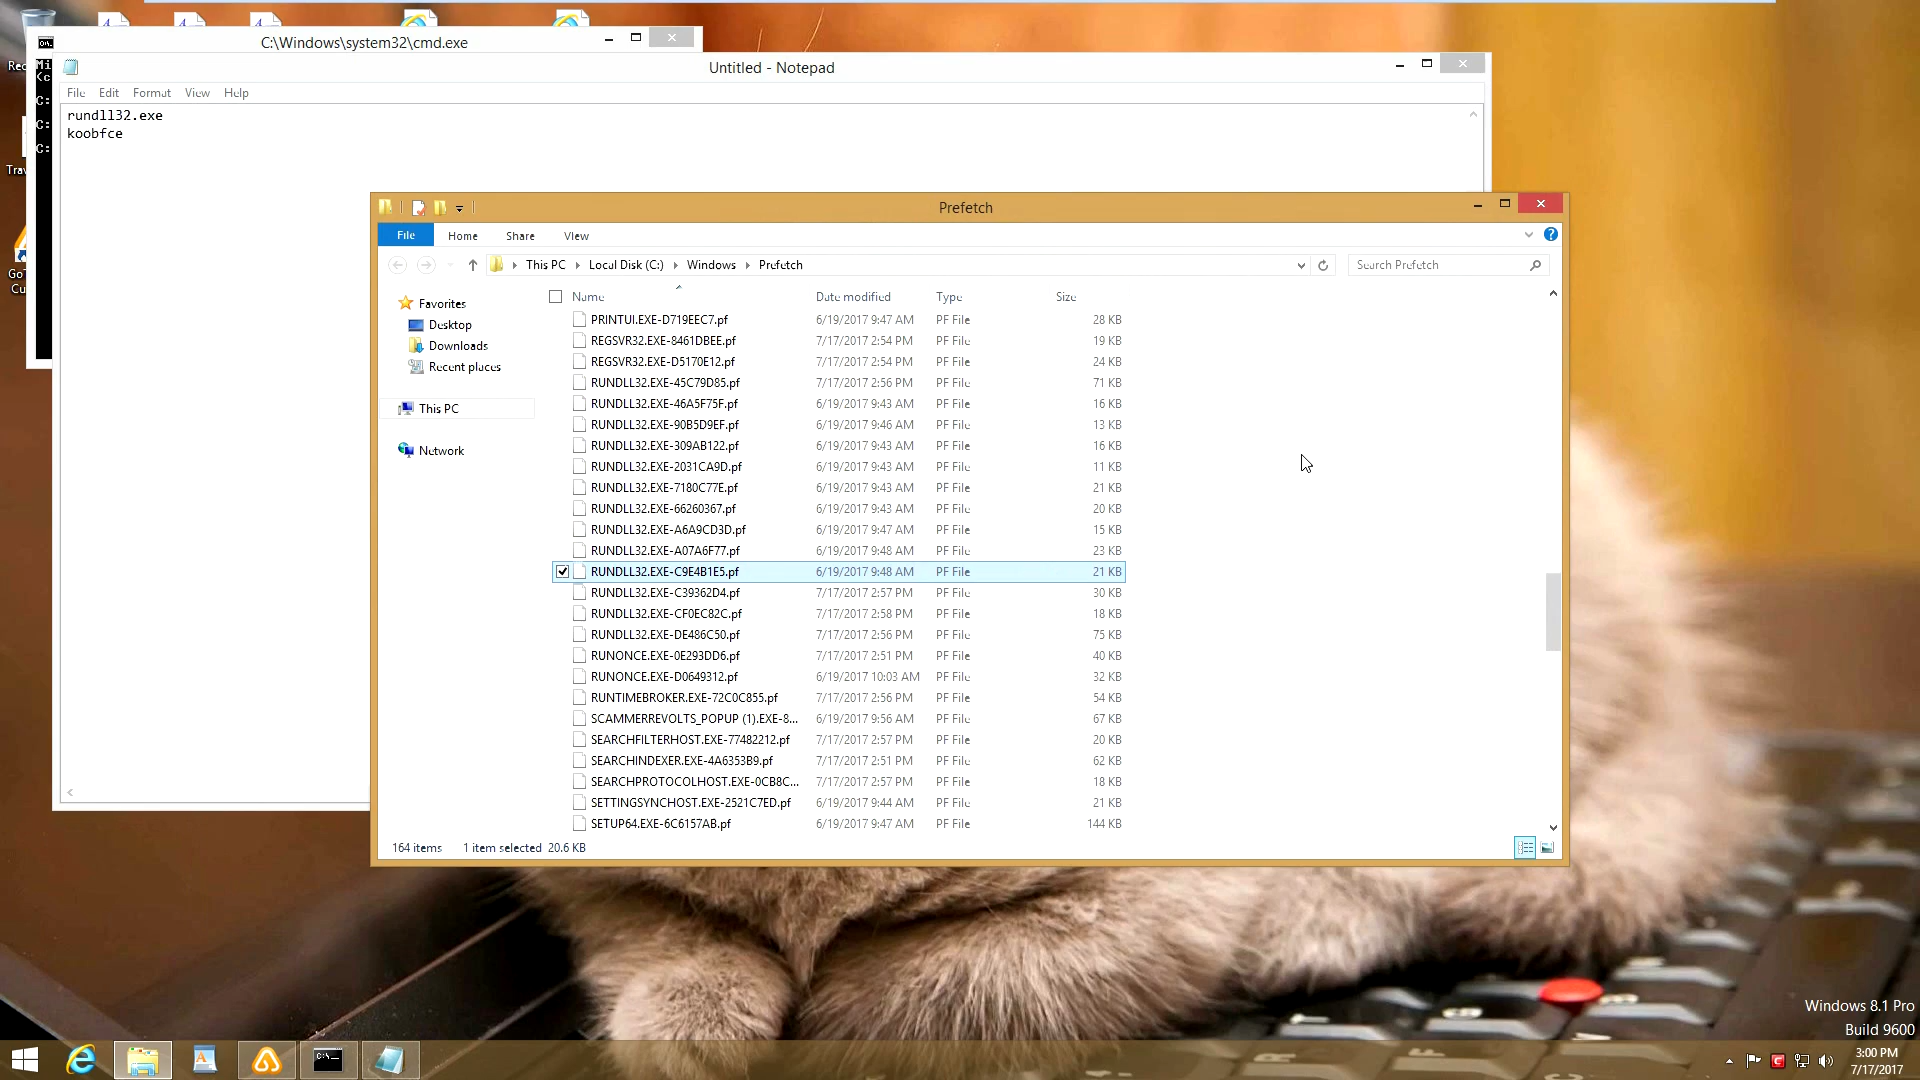 C:\Windows\system32\cmd.exe
Untitled - Notepad
File Edit Format View Help
rundll32.exe
koobfce
Prefetch
File Home Share View
This PC Local Disk (C:) Windows Prefetch
Search Prefetch
Favorites
Desktop
Downloads
Recent places
This PC
Network
Name Date modified Type Size
PRINTUI.EXE-D719EEC7.pf 6/19/2017 9:47 AM PF File 28 KB
REGSVR32.EXE-8461DBEE.pf 7/17/2017 2:54 PM PF File 19 KB
REGSVR32.EXE-D5170E12.pf 7/17/2017 2:54 PM PF File 24 KB
RUNDLL32.EXE-45C79D85.pf 7/17/2017 2:56 PM PF File 71 KB
RUNDLL32.EXE-46A5F75F.pf 6/19/2017 9:43 AM PF File 16 KB
RUNDLL32.EXE-90B5D9EF.pf 6/19/2017 9:46 AM PF File 13 KB
RUNDLL32.EXE-309AB122.pf 6/19/2017 9:43 AM PF File 16 KB
RUNDLL32.EXE-2031CA9D.pf 6/19/2017 9:43 AM PF File 11 KB
RUNDLL32.EXE-7180C77E.pf 6/19/2017 9:43 AM PF File 21 KB
RUNDLL32.EXE-66260367.pf 6/19/2017 9:43 AM PF File 20 KB
RUNDLL32.EXE-A6A9CD3D.pf 6/19/2017 9:47 AM PF File 15 KB
RUNDLL32.EXE-A07A6F77.pf 6/19/2017 9:48 AM PF File 23 KB
RUNDLL32.EXE-C9E4B1E5.pf 6/19/2017 9:48 AM PF File 21 KB
RUNDLL32.EXE-C39362D4.pf 7/17/2017 2:57 PM PF File 30 KB
RUNDLL32.EXE-CF0EC82C.pf 7/17/2017 2:58 PM PF File 18 KB
RUNDLL32.EXE-DE486C50.pf 7/17/2017 2:56 PM PF File 75 KB
RUNONCE.EXE-0E293DD6.pf 7/17/2017 2:51 PM PF File 40 KB
RUNONCE.EXE-D0649312.pf 6/19/2017 10:03 AM PF File 32 KB
RUNTIMEBROKER.EXE-72C0C855.pf 7/17/2017 2:56 PM PF File 54 KB
SCAMMERREVOLTS_POPUP (1).EXE-8... 6/19/2017 9:56 AM PF File 67 KB
SEARCHFILTERHOST.EXE-77482212.pf 7/17/2017 2:57 PM PF File 20 KB
SEARCHINDEXER.EXE-4A6353B9.pf 7/17/2017 2:51 PM PF File 62 KB
SEARCHPROTOCOLHOST.EXE-0CB8C... 7/17/2017 2:57 PM PF File 18 KB
SETTINGSYNCHOST.EXE-2521C7ED.pf 6/19/2017 9:44 AM PF File 21 KB
SETUP64.EXE-6C6157AB.pf 6/19/2017 9:47 AM PF File 144 KB
164 items 1 item selected 20.6 KB
Windows 8.1 Pro
Build 9600
3:00 PM
7/17/2017